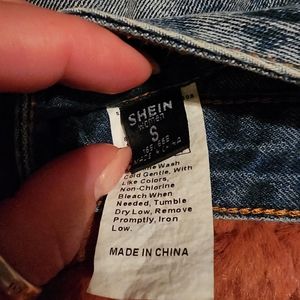 SHEIN
S
Cold Gentle, With
Like Colors,
Non-Chlorine
Bleach When
Needed, Tumble
Dry Low, Remove
Promptly, Iron
Low.
MADE IN CHINA